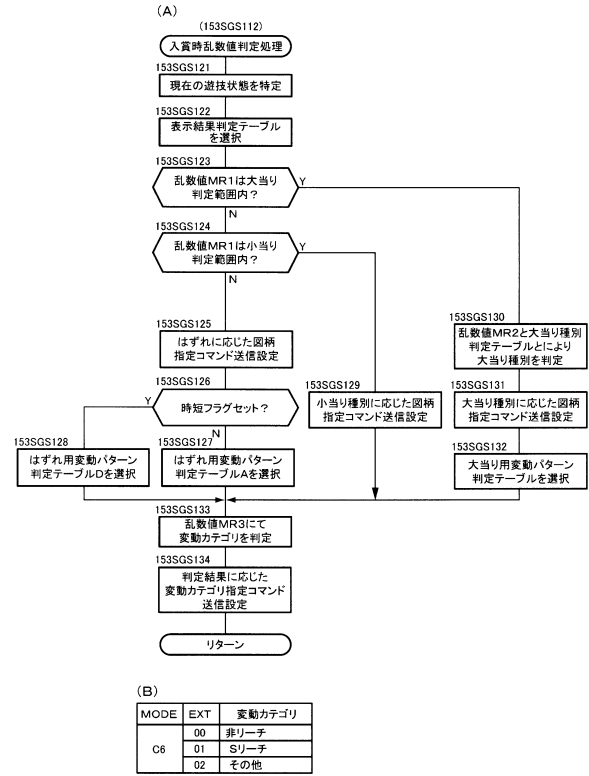 (A)
(153SGS112)
入賞時乱数値判定処理
153SGS121
現在の遊技状態を特定
153SGS122
表示結果判定テーブル
を選択
153SGS123
乱数値MR1は大当り
判定範囲内？
Y
N
153SGS124
乱数値MR1は小当り
判定範囲内？
Y
N
153SGS125
はずれに応じた図柄
指定コマンド送信設定
153SGS126
時短フラグセット？
Y
N
153SGS128
はずれ用変動パターン
判定テーブルDを選択
153SGS127
はずれ用変動パターン
判定テーブルAを選択
153SGS129
小当り種別に応じた図柄
指定コマンド送信設定
153SGS130
乱数値MR2と大当り種別
判定テーブルとにより
大当り種別を判定
153SGS131
大当り種別に応じた図柄
指定コマンド送信設定
153SGS132
大当り用変動パターン
判定テーブルを選択
153SGS133
乱数値MR3にて
変動カテゴリを判定
153SGS134
判定結果に応じた
変動カテゴリ指定コマンド
送信設定
リターン
(B)
MODE EXT 変動カテゴリ
C6 00 非リーチ
01 Sリーチ
02 その他